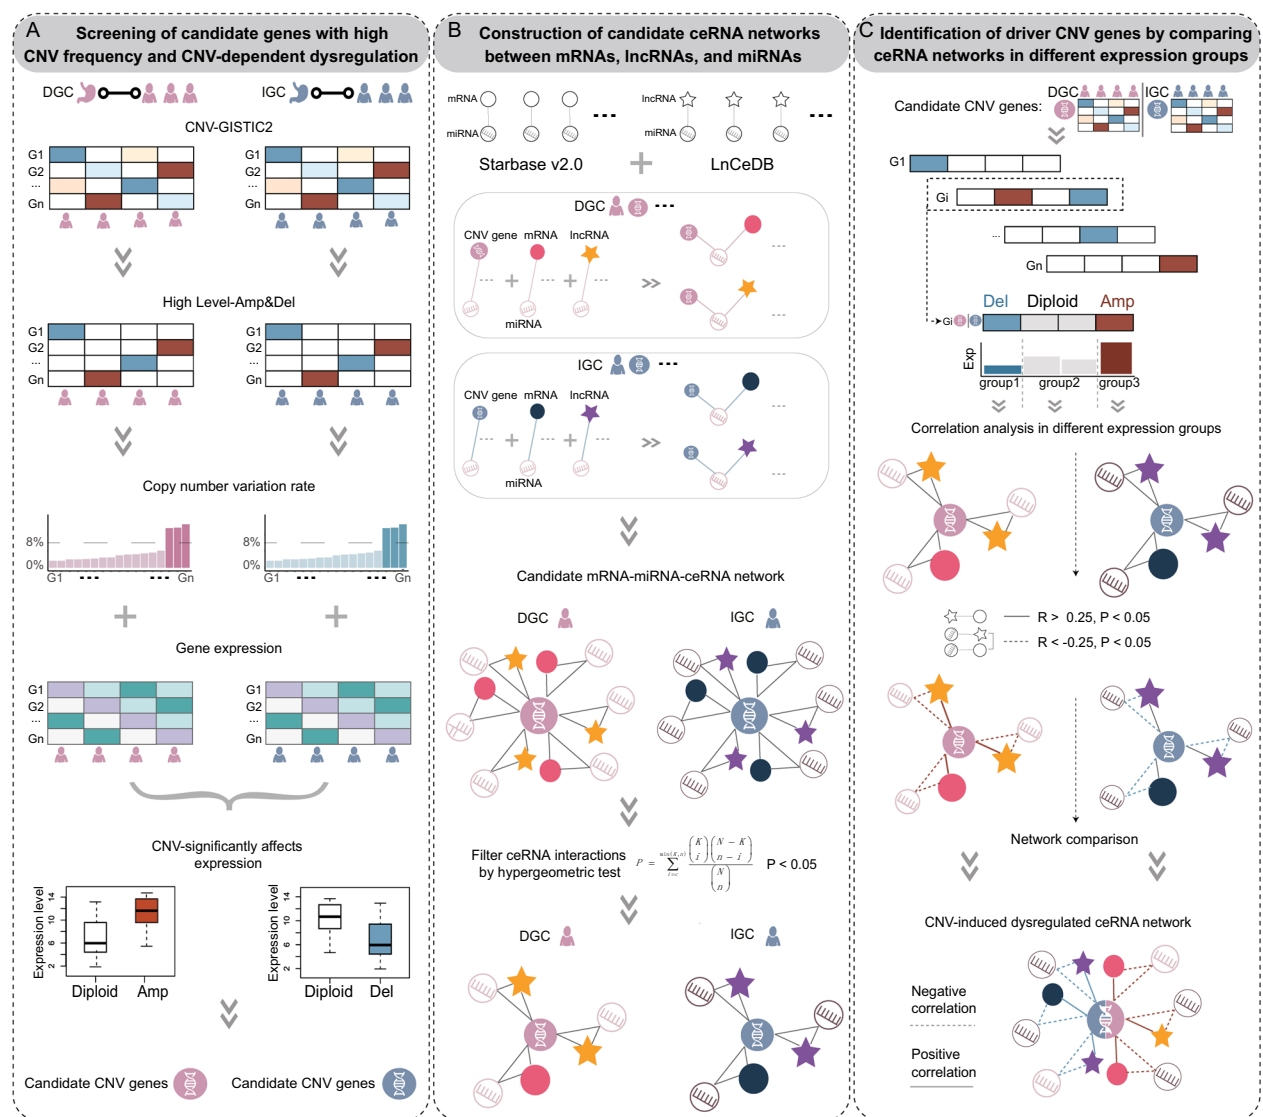 A
Screening of candidate genes with high
CNV frequency and CNV-dependent dysregulation
DGC
IGC
CNV-GISTIC2
G1
G2
...
Gn
G1
G2
...
Gn
High Level-Amp&Del
G1
G2
...
Gn
G1
G2
...
Gn
Copy number variation rate
8%
0%
G1
Gn
8%
0%
G1
Gn
Gene expression
G1
G2
...
Gn
G1
G2
...
Gn
CNV-significantly affects
expression
Expression level
14
10
6
2
Diploid
Amp
Expression level
14
10
6
2
Diploid
Del
Candidate CNV genes
Candidate CNV genes
B
Construction of candidate ceRNA networks
between mRNAs, lncRNAs, and miRNAs
mRNA
miRNA
lncRNA
miRNA
Starbase v2.0
+
LnCeDB
DGC
CNV gene
mRNA
lncRNA
+
+
miRNA
IGC
CNV gene
mRNA
lncRNA
+
+
miRNA
Candidate mRNA-miRNA-ceRNA network
DGC
IGC
Filter ceRNA interactions
by hypergeometric test
P < 0.05
DGC
IGC
C
Identification of driver CNV genes by comparing
ceRNA networks in different expression groups
Candidate CNV genes:
DGC
IGC
G1
Gi
...
Gn
Del
Diploid
Amp
Gi
Exp
group1
group2
group3
Correlation analysis in different expression groups
R > 0.25, P < 0.05
R < -0.25, P < 0.05
Network comparison
CNV-induced dysregulated ceRNA network
Negative
correlation
Positive
correlation